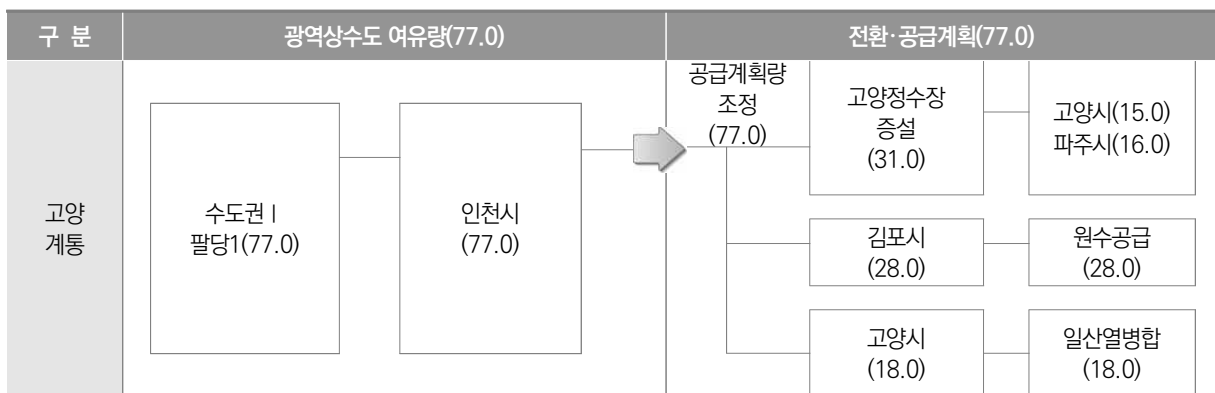 구 분
광역상수도 여유량(77.0)
전환·공급계획(77.0)
고양
계통
수도권Ⅰ
팔당1(77.0)
인천시
(77.0)
공급계획량
조정
(77.0)
고양정수장
증설
(31.0)
고양시(15.0)
파주시(16.0)
김포시
(28.0)
원수공급
(28.0)
고양시
(18.0)
일산열병합
(18.0)